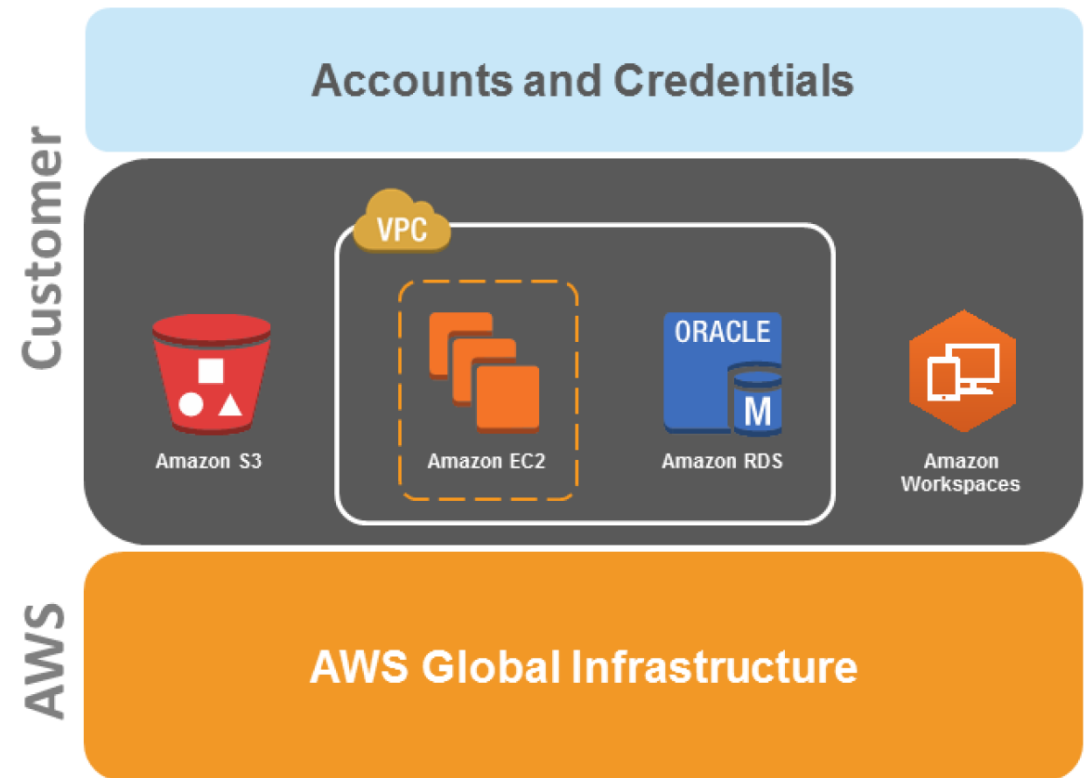 Customer
Accounts and Credentials
VPC
ORACLE
M
Amazon S3
Amazon EC2
Amazon RDS
Amazon
Workspaces
AWS
AWS Global Infrastructure